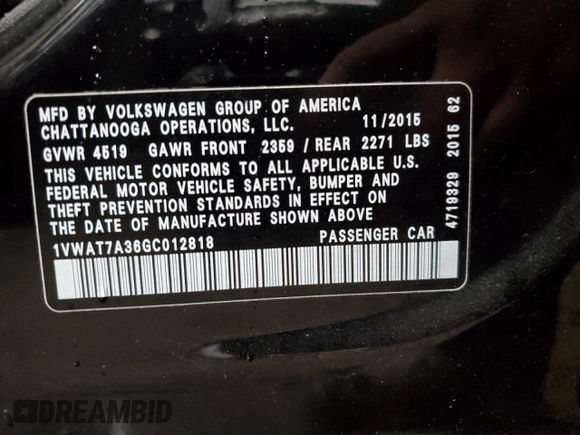 MFD BY VOLKSWAGEN GROUP OF AMERICA
CHATTANOOGA OPERATIONS, LLC. 11/2015
GVWR 4519 GAWR FRONT 2359 / REAR 2271 LBS
THIS VEHICLE CONFORMS TO ALL APPLICABLE U.S.
FEDERAL MOTOR VEHICLE SAFETY, BUMPER AND
THEFT PREVENTION STANDARDS IN EFFECT ON
THE DATE OF MANUFACTURE SHOWN ABOVE
1VWAT7A36GC012818 PASSENGER CAR
4719329 2015 62
DREAMBID